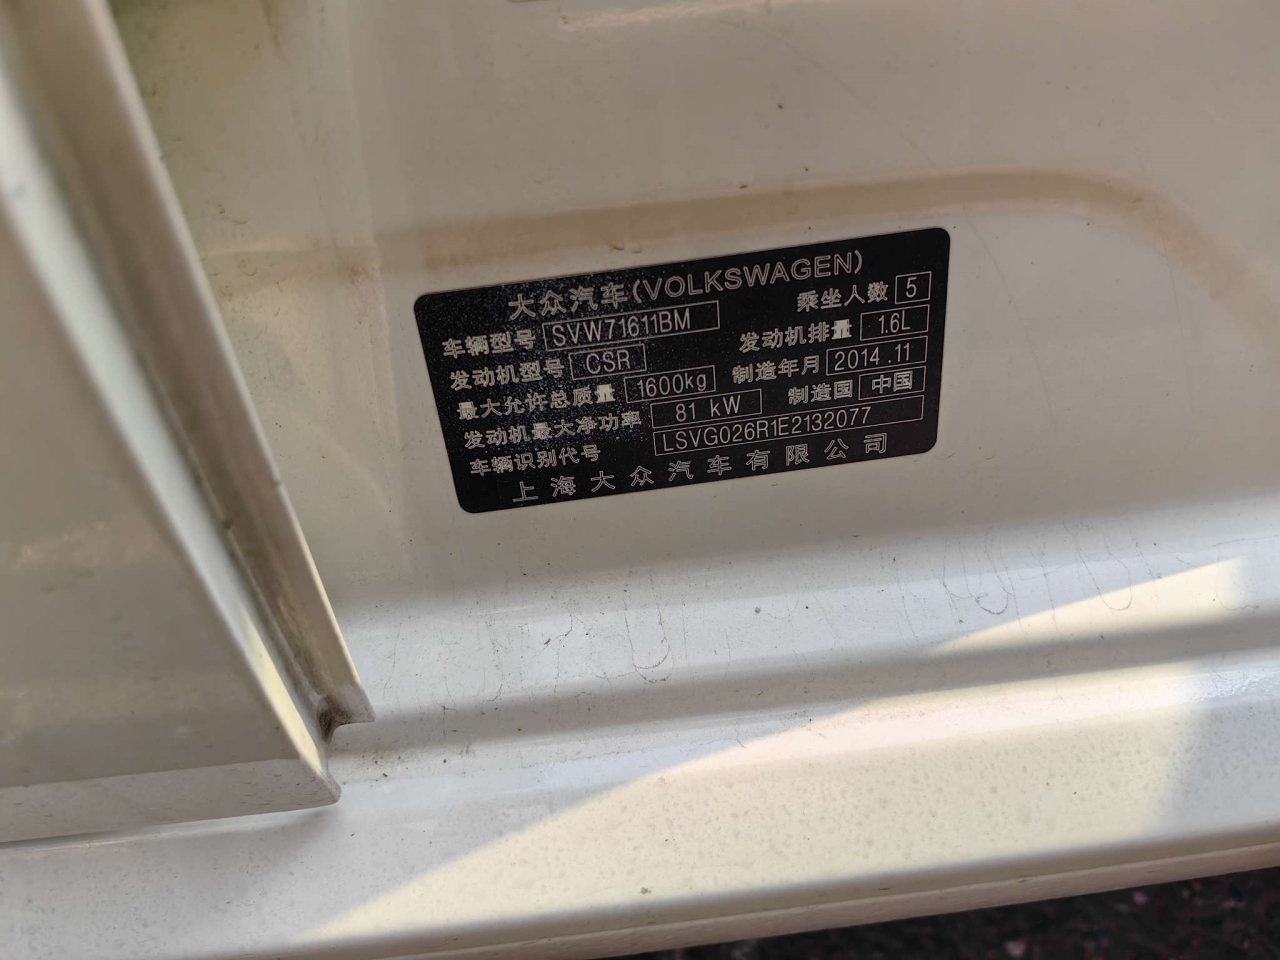 大众汽车(VOLKSWAGEN)
车辆型号 SVW71611BM 乘坐人数 5
发动机型号 CSR 发动机排量 1.6L
最大允许总质量 1600kg 制造年月 2014.11
发动机最大净功率 81 kW 制造国 中国
车辆识别代号 LSVG026R1E2132077
上海大众汽车有限公司